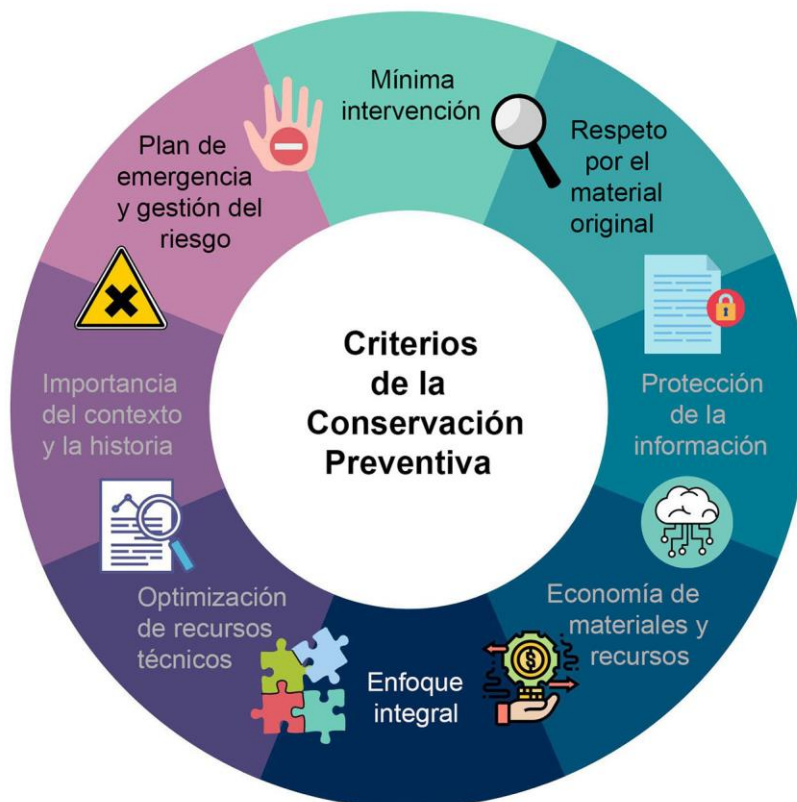 Criterios
de la
Conservación
Preventiva
Mínima
intervención
Respeto
por el
material
original
Protección
de la
información
Economía de
materiales y
recursos
Enfoque
integral
Optimización
de recursos
técnicos
Importancia
del contexto
y la historia
Plan de
emergencia
y gestión del
riesgo